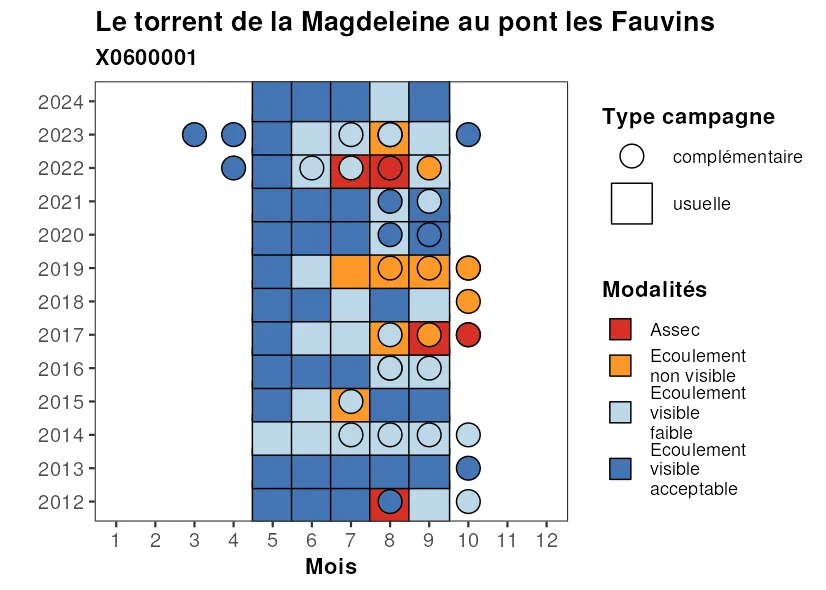 Le torrent de la Magdeleine au pont les Fauvins
X0600001
2024
2023
2022
2021
2020
2019
2018
2017
2016
2015
2014
2013
2012
1 2 3 4 5 6 7 8 9 10 11 12
Mois
Type campagne
complémentaire
usuelle
Modalités
Assec
Ecoulement
non visible
Ecoulement
visible
faible
Ecoulement
visible
acceptable